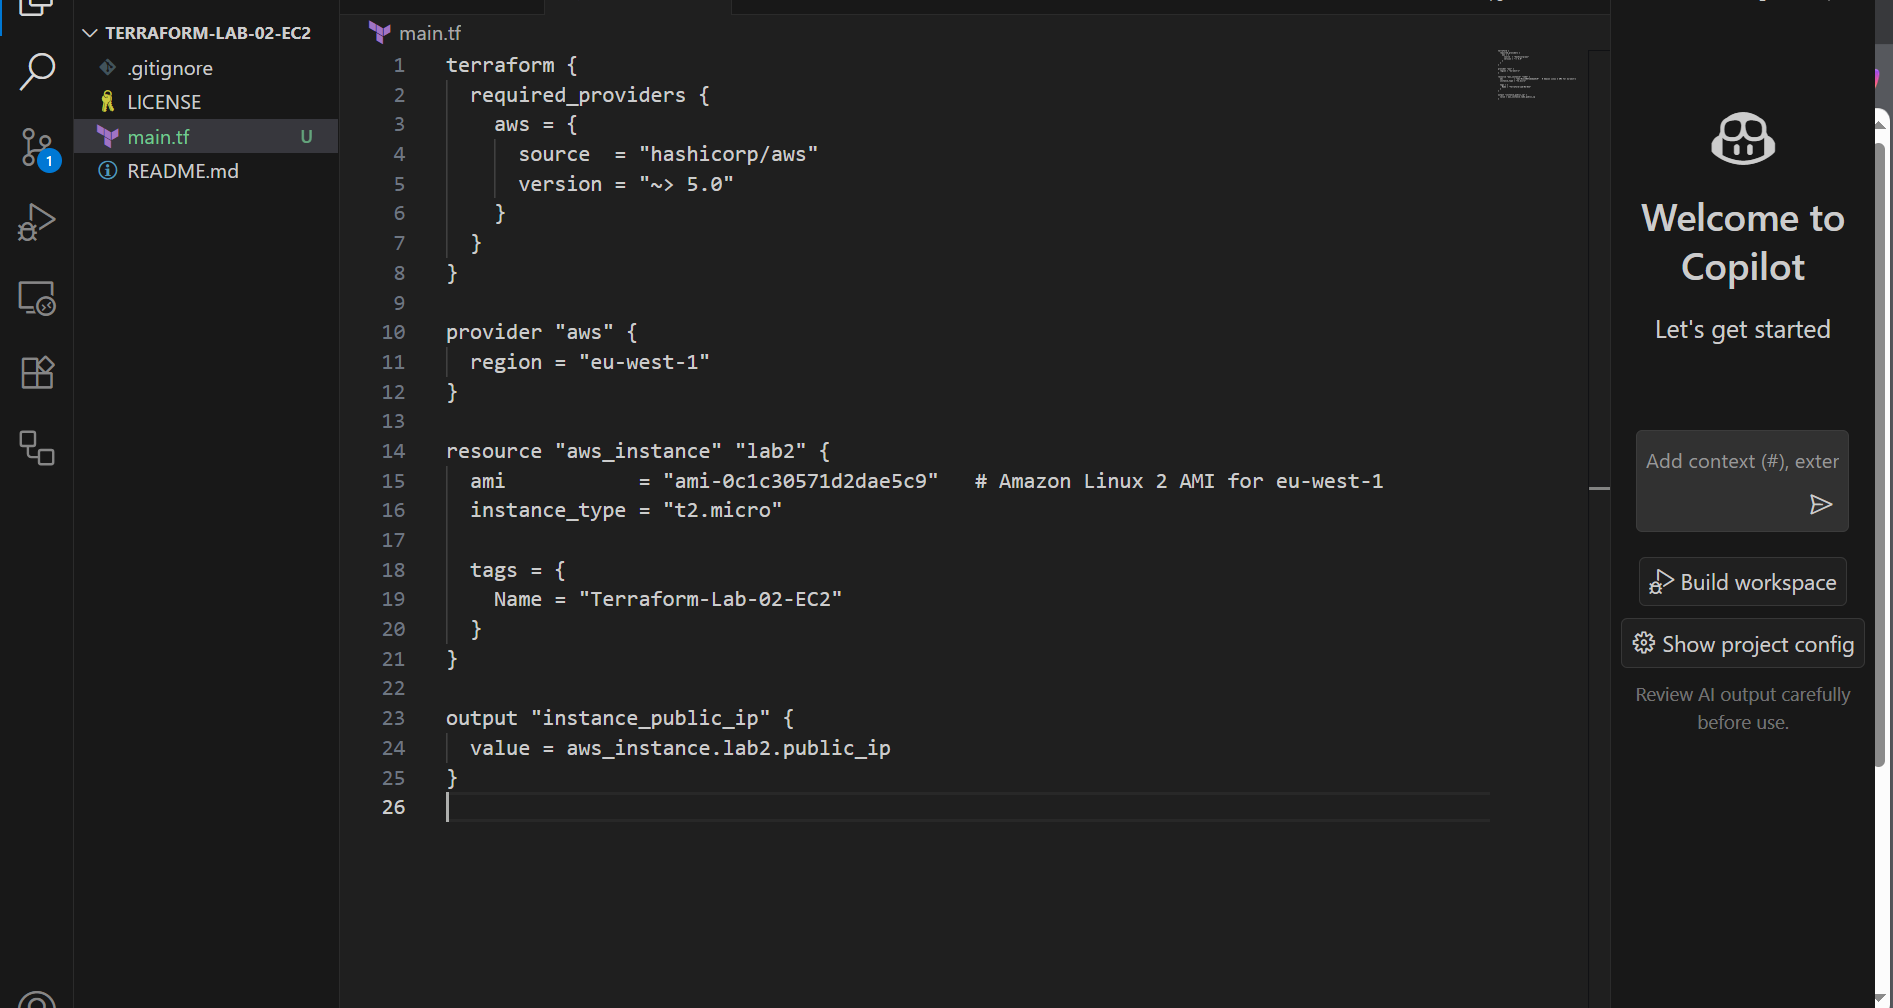 TERRAFORM-LAB-02-EC2
.gitignore
LICENSE
main.tf U
README.md
1
main.tf
1 terraform {
2   required_providers {
3     aws = {
4       source  = "hashicorp/aws"
5       version = "~> 5.0"
6     }
7   }
8 }
9
10 provider "aws" {
11   region = "eu-west-1"
12 }
13
14 resource "aws_instance" "lab2" {
15   ami           = "ami-0c1c30571d2dae5c9"   # Amazon Linux 2 AMI for eu-west-1
16   instance_type = "t2.micro"
17
18   tags = {
19     Name = "Terraform-Lab-02-EC2"
20   }
21 }
22
23 output "instance_public_ip" {
24   value = aws_instance.lab2.public_ip
25 }
26
Welcome to
Copilot
Let's get started
Add context (#), exter
Build workspace
Show project config
Review AI output carefully
before use.